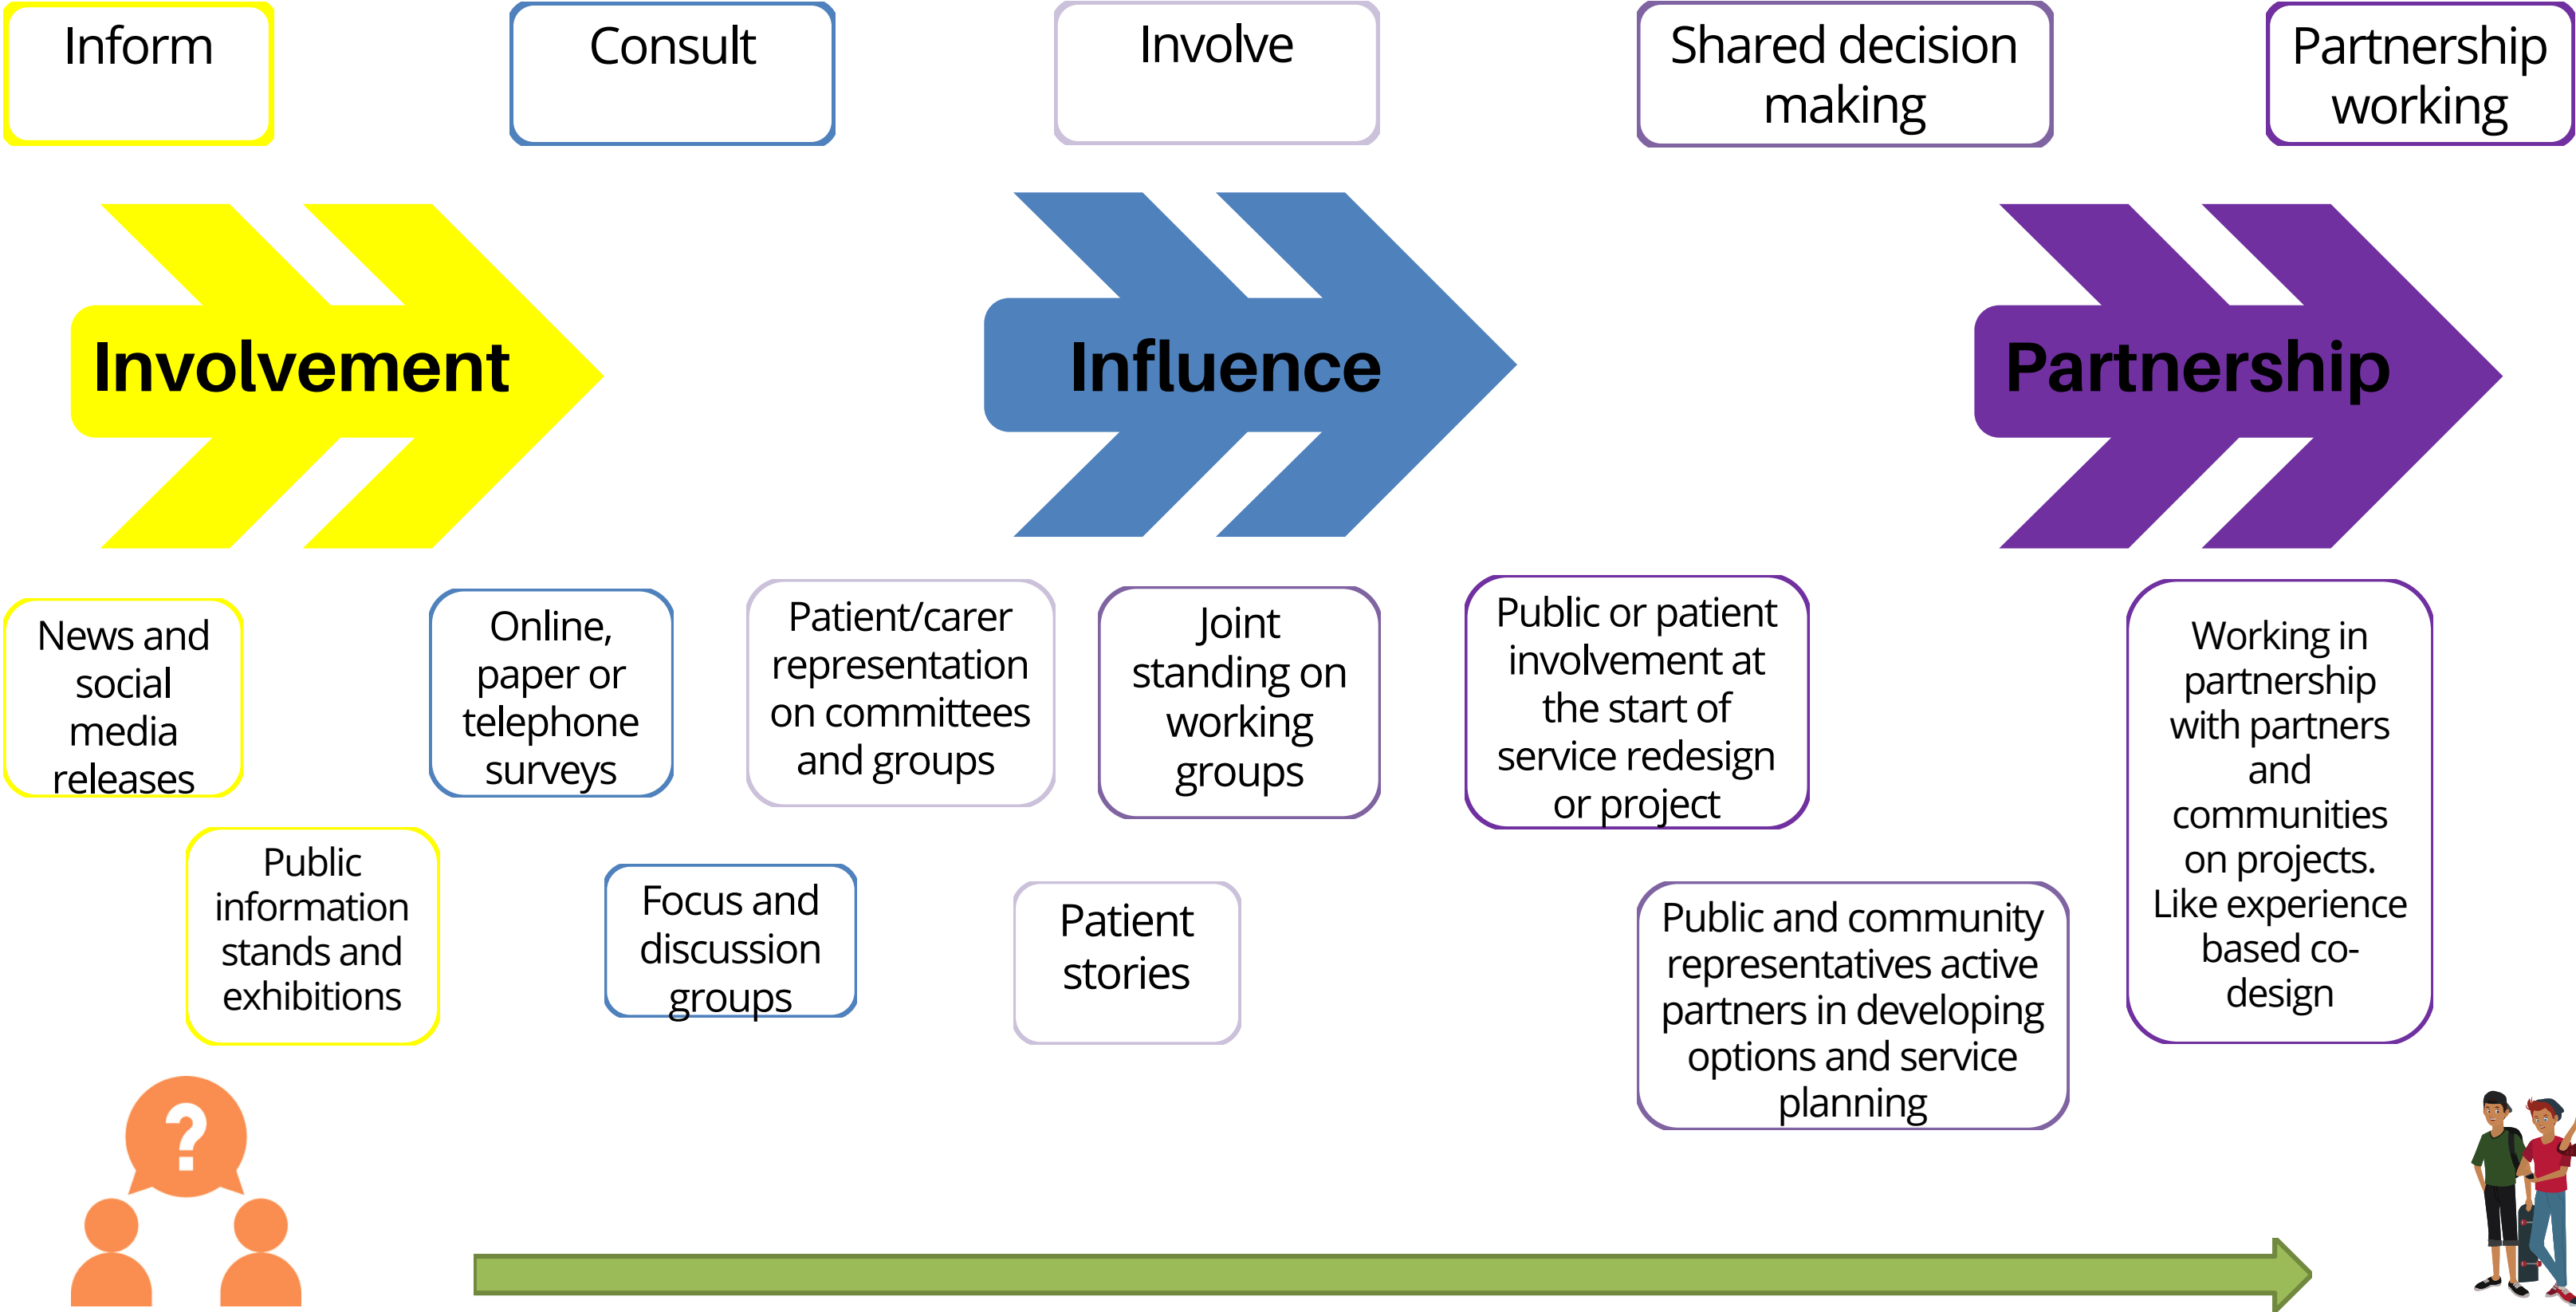 Inform
Consult
Involve
Shared decision
making
Partnership
working
Involvement
Influence
Partnership
News and
social
media
releases
Online,
paper or
telephone
surveys
Patient/carer
representation
on committees
and groups
Joint
standing on
working
groups
Public or patient
involvement at
the start of
service redesign
or project
Working in
partnership
with partners
and
communities
on projects.
Like experience
based co-
design
Public
information
stands and
exhibitions
Focus and
discussion
groups
Patient
stories
Public and community
representatives active
partners in developing
options and service
planning
?